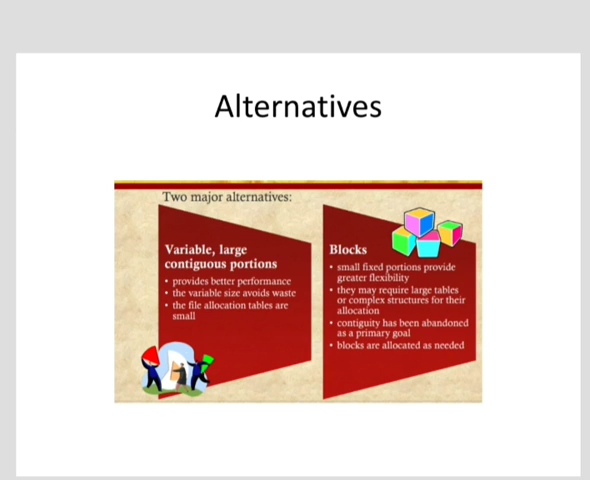 Alternatives
Two major alternatives:
Variable, large
contiguous portions
• provides better performance
• the variable size avoids waste
• the file allocation tables are
small
Blocks
• small fixed portions provide
greater flexibility
• they may require large tables
or complex structures for their
allocation
• contiguity has been abandoned
as a primary goal
• blocks are allocated as needed